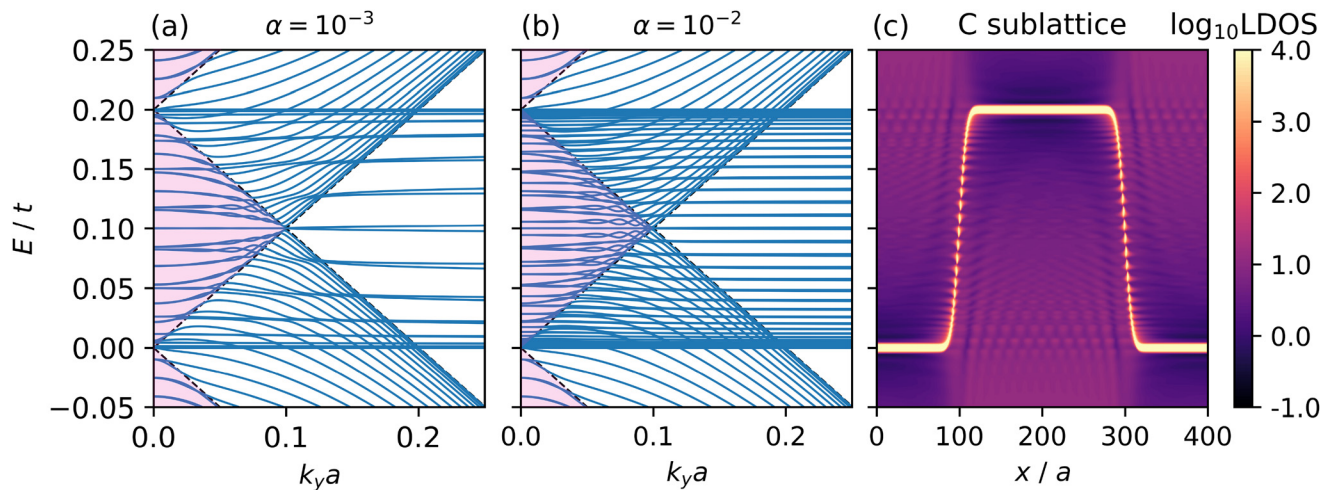 (a) α = 10⁻³
(b) α = 10⁻²
(c) C sublattice
log₁₀LDOS
E / t
0.25
0.20
0.15
0.10
0.05
0.00
−0.05
0.0 0.1 0.2
k_y a
0.0 0.1 0.2
k_y a
0 100 200 300 400
x / a
4.0
3.0
2.0
1.0
0.0
-1.0